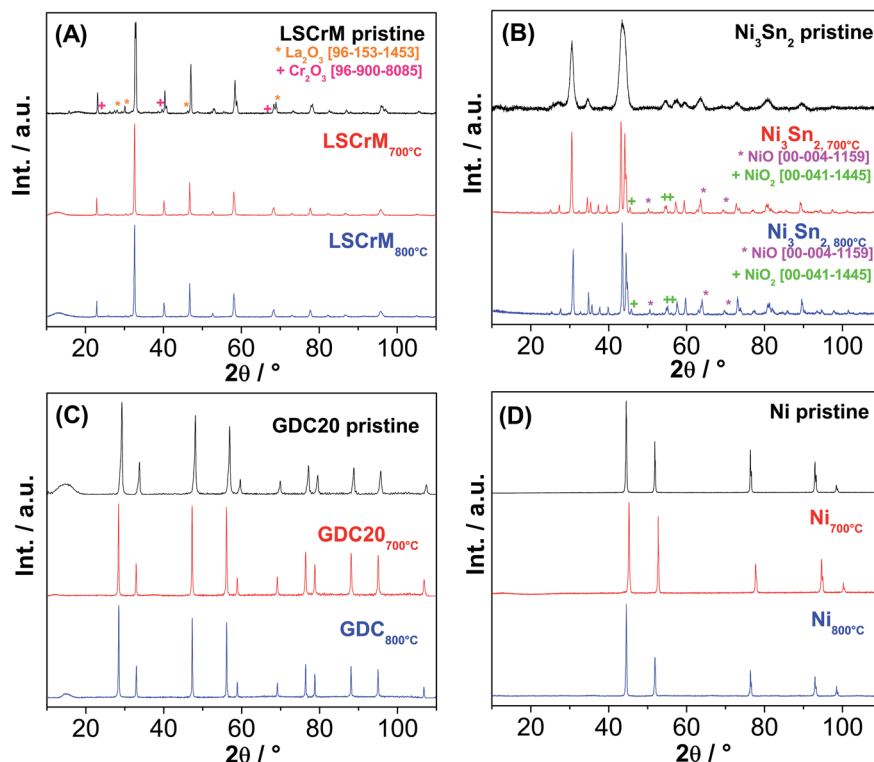 (A)
LSCrM pristine
* La₂O₃ [96-153-1453]
+ Cr₂O₃ [96-900-8085]
LSCrM₇₀₀°C
LSCrM₈₀₀°C
Int. / a.u.
20 40 60 80 100
2θ / °
(B)
Ni₃Sn₂ pristine
Ni₃Sn₂, ₇₀₀°C
* NiO [00-004-1159]
+ NiO₂ [00-041-1445]
Ni₃Sn₂, ₈₀₀°C
* NiO [00-004-1159]
+ NiO₂ [00-041-1445]
Int. / a.u.
20 40 60 80 100
2θ / °
(C)
GDC20 pristine
GDC20₇₀₀°C
GDC₈₀₀°C
Int. / a.u.
20 40 60 80 100
2θ / °
(D)
Ni pristine
Ni₇₀₀°C
Ni₈₀₀°C
Int. / a.u.
20 40 60 80 100
2θ / °